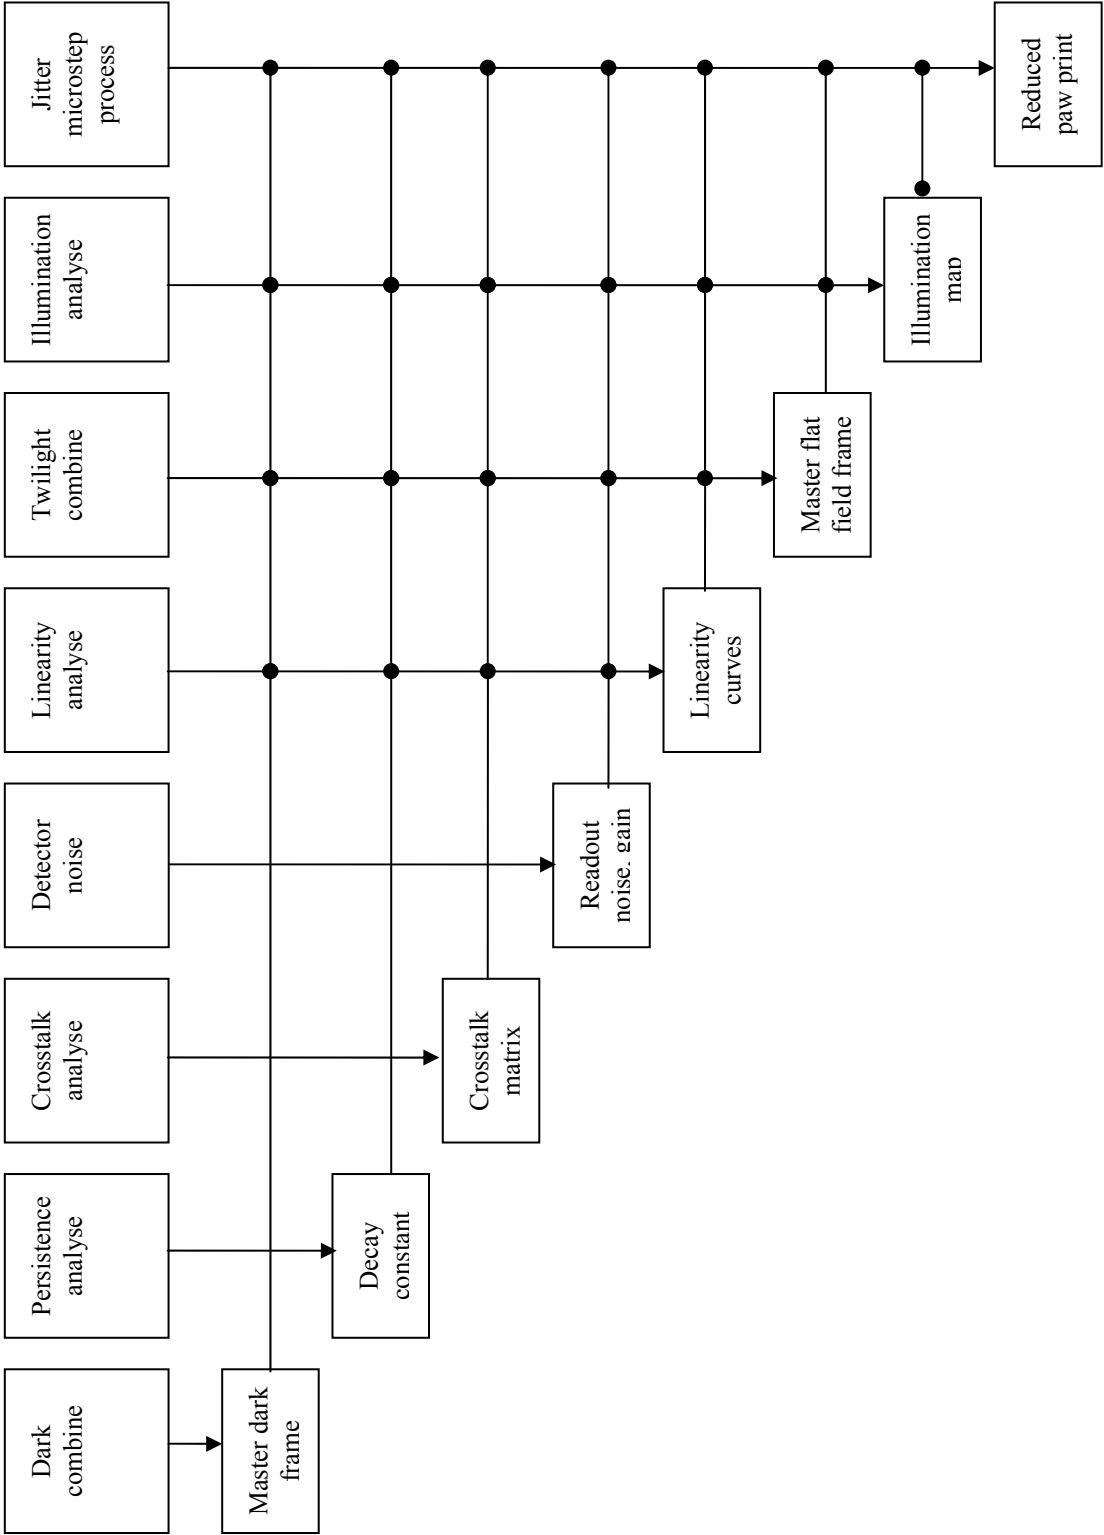 Dark
combine
Persistence
analyse
Crosstalk
analyse
Detector
noise
Linearity
analyse
Twilight
combine
Illumination
analyse
Jitter
microstep
process
Master dark
frame
Decay
constant
Crosstalk
matrix
Readout
noise, gain
Linearity
curves
Master flat
field frame
Illumination
map
Reduced
paw print